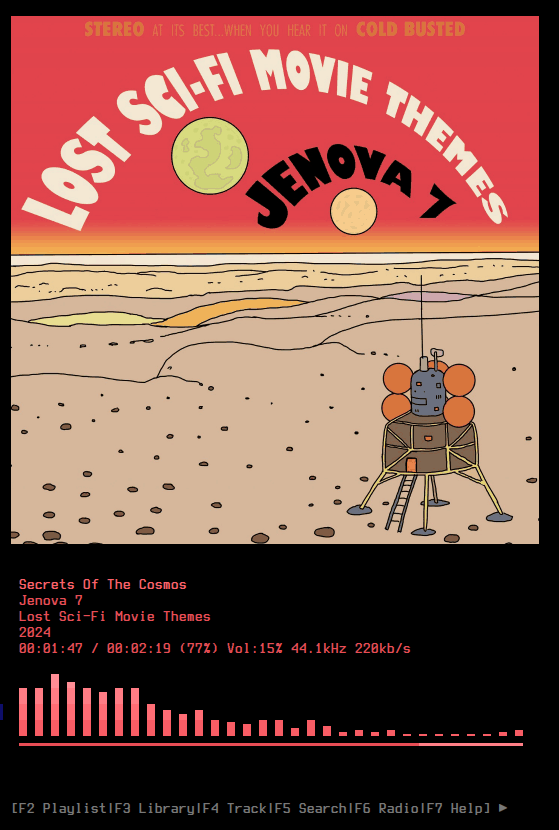 STEREO AT ITS BEST...WHEN YOU HEAR IT ON COLD BUSTED
LOST SCI-FI MOVIE THEMES
JENOVA 7
Secrets Of The Cosmos
Jenova 7
Lost Sci-Fi Movie Themes
2024
00:01:47 / 00:02:19 (77%) Vol:15% 44.1kHz 220kb/s
[F2 Playlist|F3 Library|F4 Track|F5 Search|F6 Radio|F7 Help] ▶